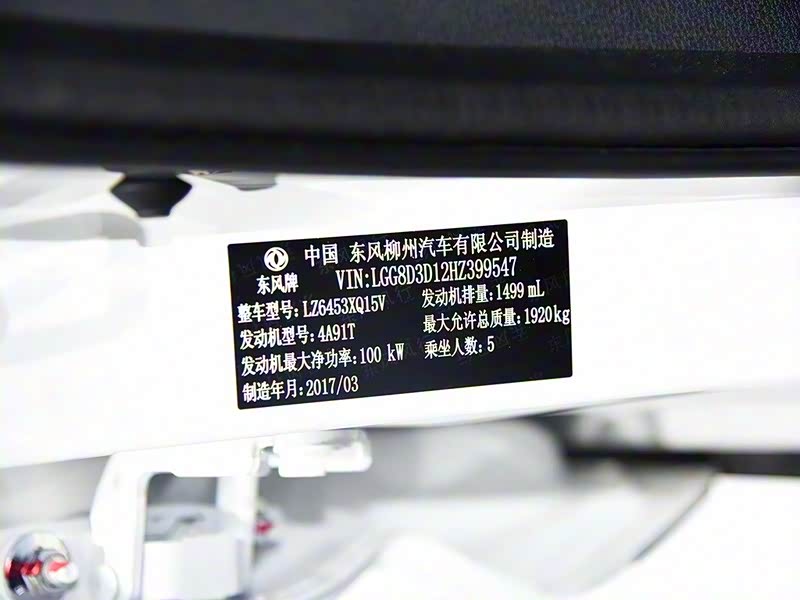 中国 东风柳州汽车有限公司制造
东风牌 VIN:LGG8D3D12HZ399547
整车型号:LZ6453XQ15V 发动机排量:1499 mL
发动机型号:4A91T 最大允许总质量:1920kg
发动机最大净功率:100 kW 乘坐人数:5
制造年月:2017/03